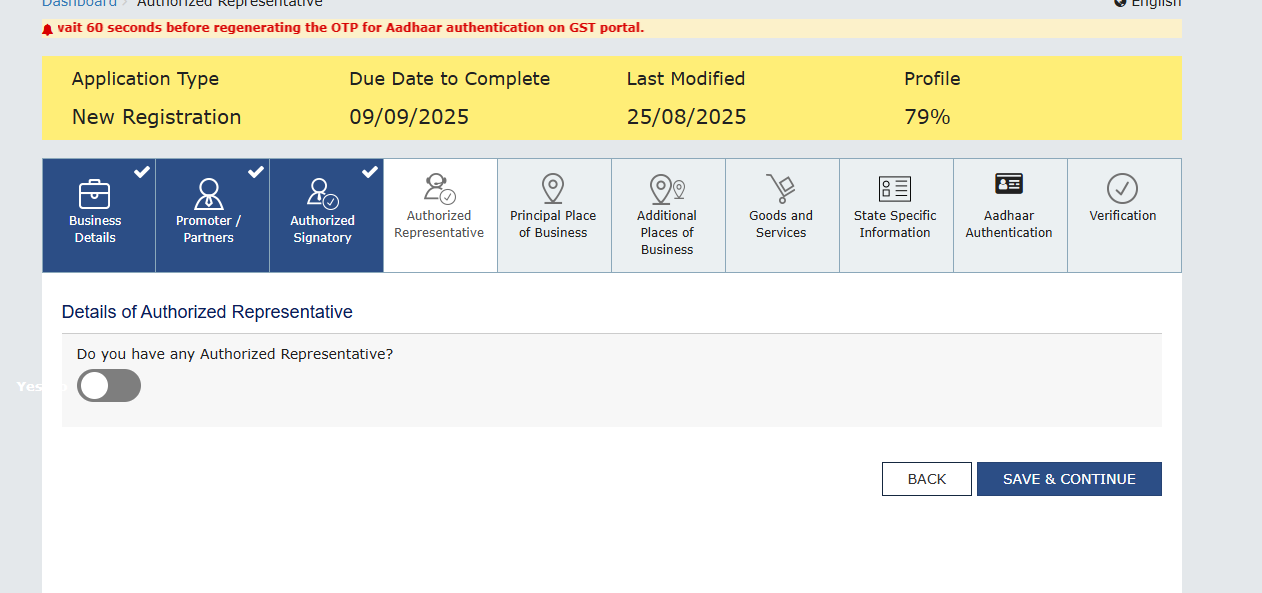 Dashboard > Authorized Representative English
wait 60 seconds before regenerating the OTP for Aadhaar authentication on GST portal.
Application Type Due Date to Complete Last Modified Profile
New Registration 09/09/2025 25/08/2025 79%
Business Details
Promoter / Partners
Authorized Signatory
Authorized Representative
Principal Place of Business
Additional Places of Business
Goods and Services
State Specific Information
Aadhaar Authentication
Verification
Details of Authorized Representative
Do you have any Authorized Representative?
Yes
BACK SAVE & CONTINUE